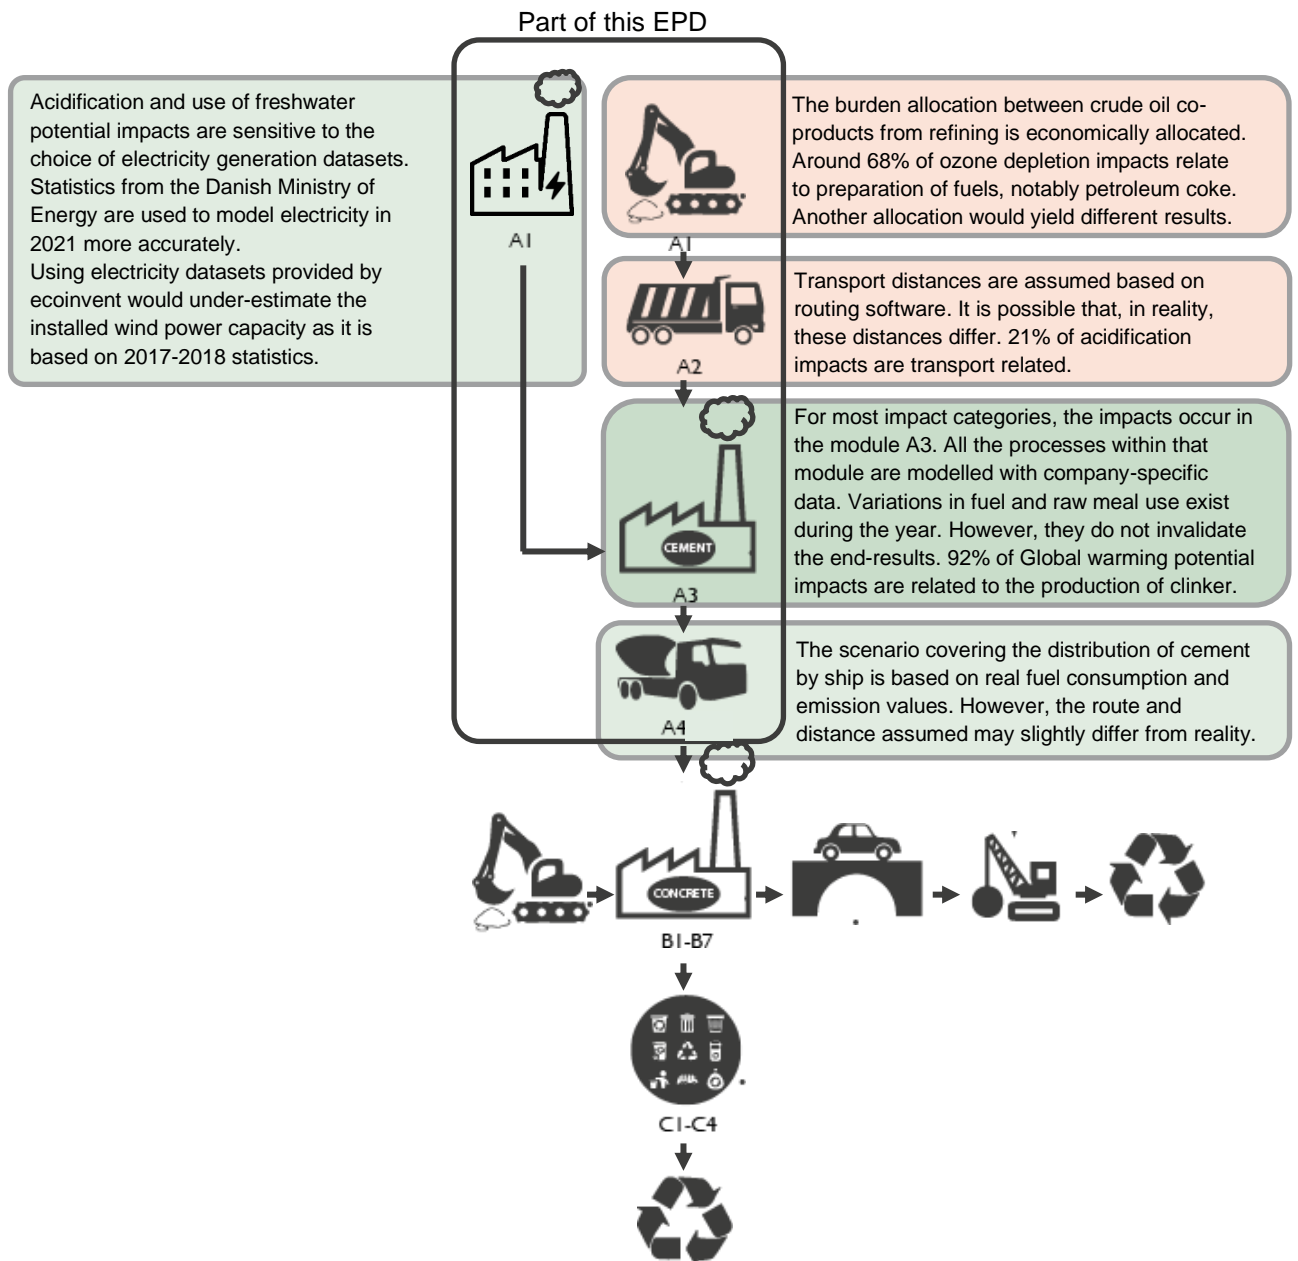 Part of this EPD
Acidification and use of freshwater
potential impacts are sensitive to the
choice of electricity generation datasets.
Statistics from the Danish Ministry of
Energy are used to model electricity in
2021 more accurately.
Using electricity datasets provided by
ecoinvent would under-estimate the
installed wind power capacity as it is
based on 2017-2018 statistics.
A1
The burden allocation between crude oil co-
products from refining is economically allocated.
Around 68% of ozone depletion impacts relate
to preparation of fuels, notably petroleum coke.
Another allocation would yield different results.
A1
Transport distances are assumed based on
routing software. It is possible that, in reality,
these distances differ. 21% of acidification
impacts are transport related.
A2
For most impact categories, the impacts occur in
the module A3. All the processes within that
module are modelled with company-specific
data. Variations in fuel and raw meal use exist
during the year. However, they do not invalidate
the end-results. 92% of Global warming potential
impacts are related to the production of clinker.
CEMENT
A3
The scenario covering the distribution of cement
by ship is based on real fuel consumption and
emission values. However, the route and
distance assumed may slightly differ from reality.
A4
CONCRETE
B1-B7
C1-C4